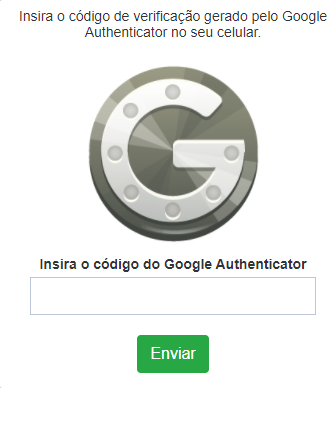 Insira o código de verificação gerado pelo Google
Authenticator no seu celular.
G
Insira o código do Google Authenticator
Enviar